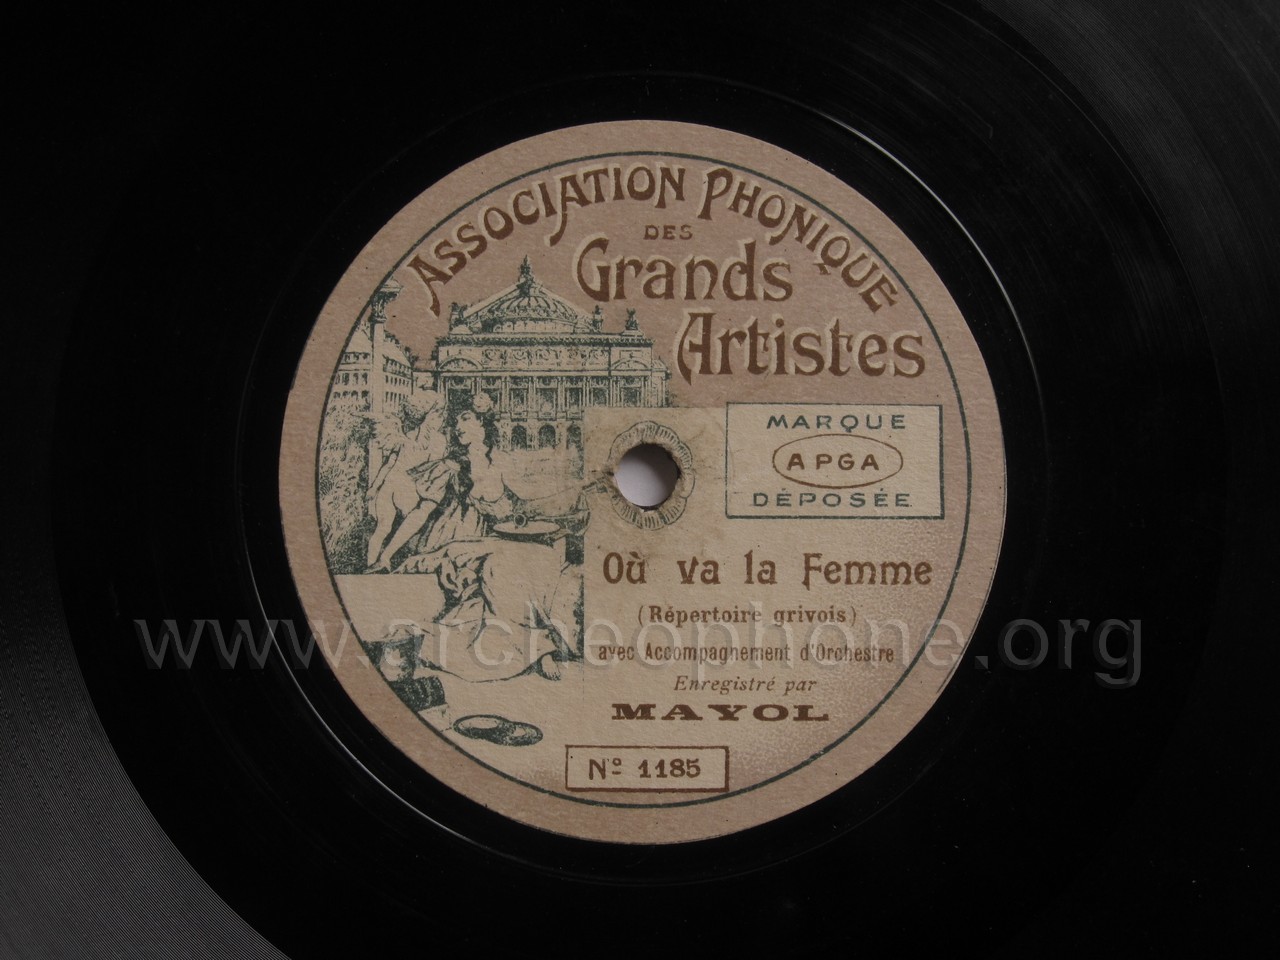 ASSOCIATION PHONIQUE
DES
Grands
Artistes
MARQUE
APGA
DÉPOSÉE
Où va la Femme
(Répertoire grivois)
www.archeophone.org
avec Accompagnement d'Orchestre
Enregistré par
MAYOL
Nº 1185